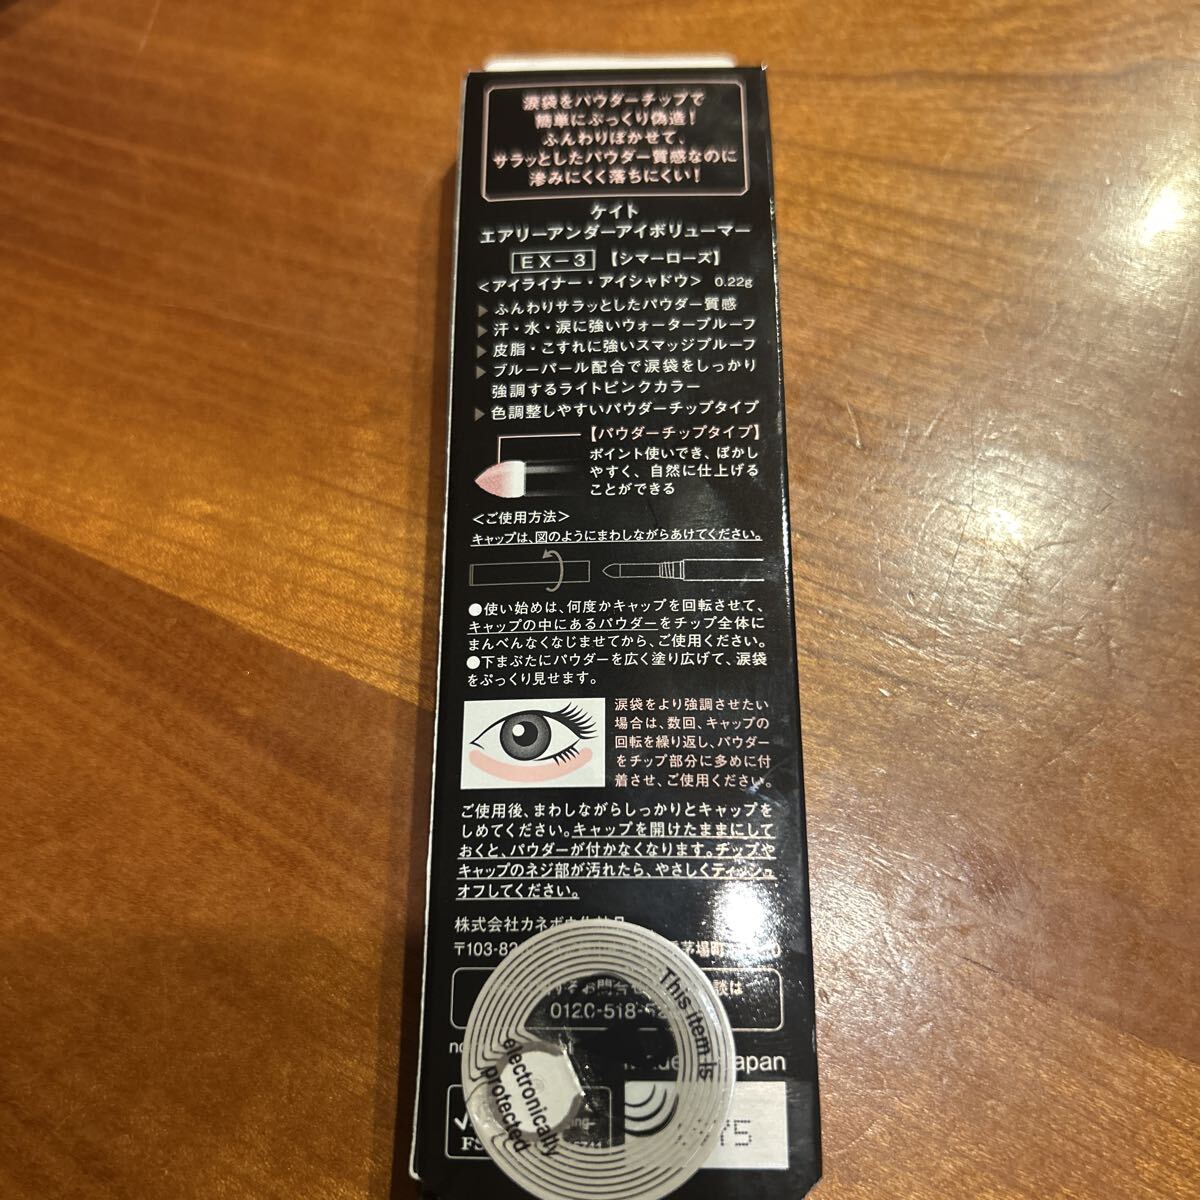 涙袋をパウダーチップで
簡単にぷっくり偽造!
ふんわりぼかせて、
サラッとしたパウダー質感なのに
滲みにくく落ちにくい!
ケイト
エアリーアンダーアイボリューマー
EX-3 【シマーローズ】
<アイライナー・アイシャドウ> 0.22g
▶ ふんわりサラッとしたパウダー質感
▶ 汗・水・涙に強いウォータープルーフ
▶ 皮脂・こすれに強いスマッジプルーフ
▶ ブルーパール配合で涙袋をしっかり
強調するライトピンクカラー
▶ 色調整しやすいパウダーチップタイプ
【パウダーチップタイプ】
ポイント使いでき、ぼかし
やすく、自然に仕上げる
ことができる
<ご使用方法>
キャップは、図のようにまわしながらあけてください。
●使い始めは、何度かキャップを回転させて、
キャップの中にあるパウダーをチップ全体に
まんべんなくなじませてから、ご使用ください。
●下まぶたにパウダーを広く塗り広げて、涙袋
をぷっくり見せます。
涙袋をより強調させたい
場合は、数回、キャップの
回転を繰り返し、パウダー
をチップ部分に多めに付
着させ、ご使用ください。
ご使用後、まわしながらしっかりとキャップを
しめてください。キャップを開けたままにして
おくと、パウダーが付かなくなります。チップや
キャップのネジ部が汚れたら、やさしくティッシュ
オフしてください。
株式会社カネボウ
〒103-82 茅場町
お問合せ 談は
0120-518-52
Japan
75
This item is
electronically
protected